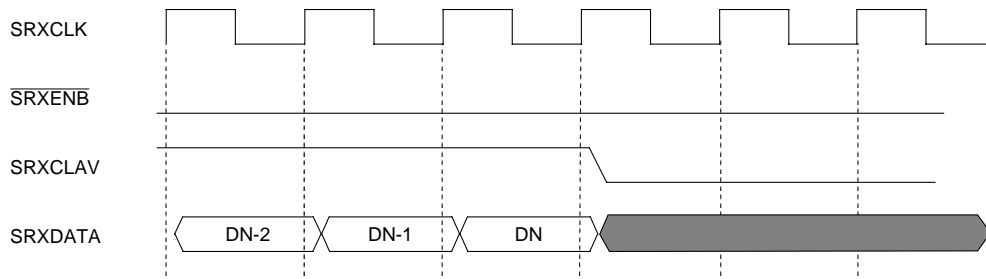 SRXCLK
SRXENB
SRXCLAV
SRXDATA DN-2 DN-1 DN